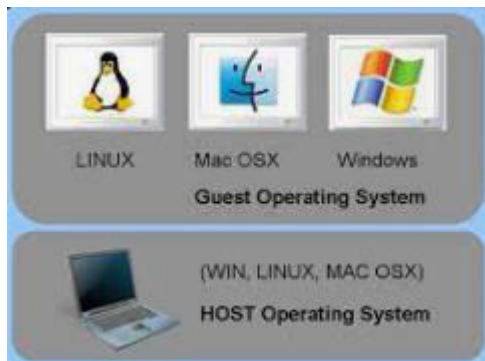 LINUX Mac OSX Windows
Guest Operating System
(WIN, LINUX, MAC OSX)
HOST Operating System